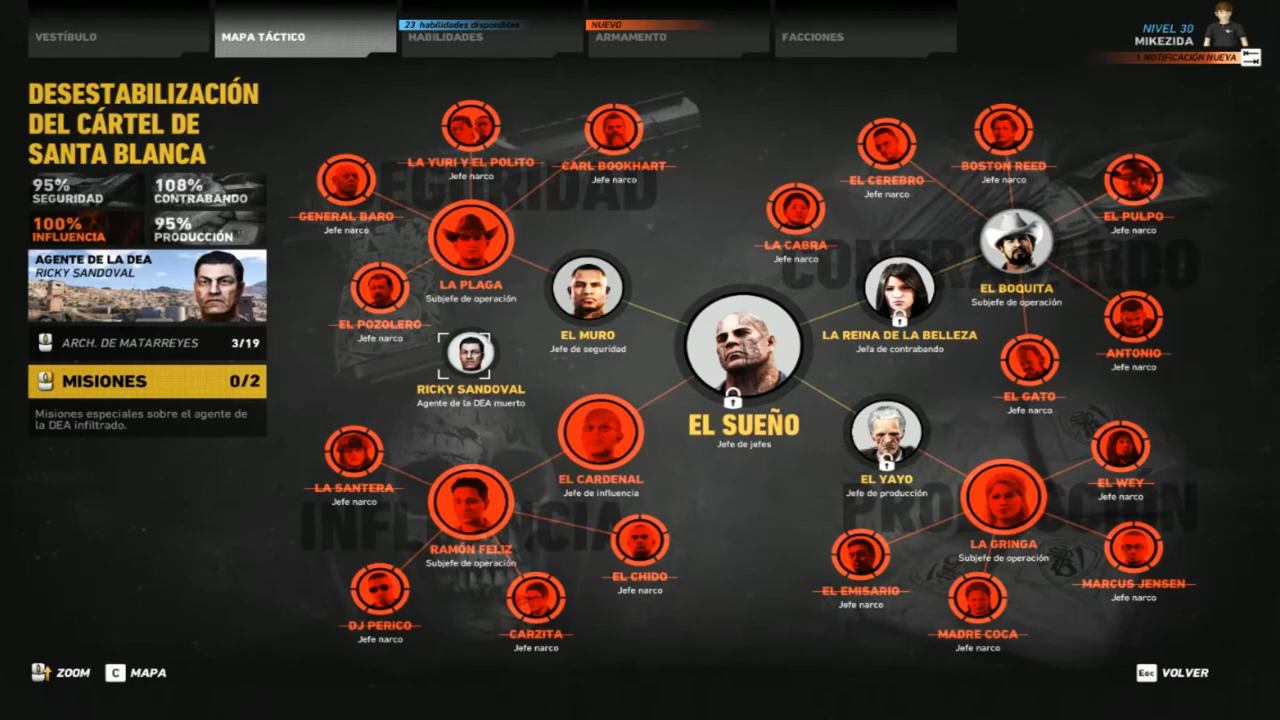 VESTÍBULO
MAPA TÁCTICO
23 habilidades disponibles
HABILIDADES
NUEVO
ARMAMENTO
FACCIONES
NIVEL 30
MIKEZIDA
1 NOTIFICACIÓN NUEVA
DESESTABILIZACIÓN
DEL CÁRTEL DE
SANTA BLANCA
95%
SEGURIDAD
108%
CONTRABANDO
100%
INFLUENCIA
95%
PRODUCCIÓN
AGENTE DE LA DEA
RICKY SANDOVAL
ARCH. DE MATARREYES 3/19
MISIONES 0/2
Misiones especiales sobre el agente de
la DEA infiltrado.
SEGURIDAD
LA YURI Y EL POLITO
Jefe narco
CARL BOOKHART
Jefe narco
GENERAL BARO
Jefe narco
LA PLAGA
Subjefe de operación
EL POZOLERO
Jefe narco
EL MURO
Jefe de seguridad
RICKY SANDOVAL
Agente de la DEA muerto
CONTRABANDO
EL CEREBRO
Jefe narco
BOSTON REED
Jefe narco
EL PULPO
Jefe narco
LA CABRA
Jefe narco
EL BOQUITA
Subjefe de operación
LA REINA DE LA BELLEZA
Jefa de contrabando
ANTONIO
Jefe narco
EL GATO
Jefe narco
EL SUEÑO
Jefe de jefes
INFLUENCIA
EL CARDENAL
Jefe de influencia
LA SANTERA
Jefe narco
RAMÓN FELIZ
Subjefe de operación
EL CHIDO
Jefe narco
DJ PERICO
Jefe narco
CARZITA
Jefe narco
PRODUCCIÓN
EL YAYO
Jefe de producción
EL WEY
Jefe narco
LA GRINGA
Subjefe de operación
MARCUS JENSEN
Jefe narco
EL EMISARIO
Jefe narco
MADRE COCA
Jefe narco
ZOOM
C MAPA
Esc VOLVER